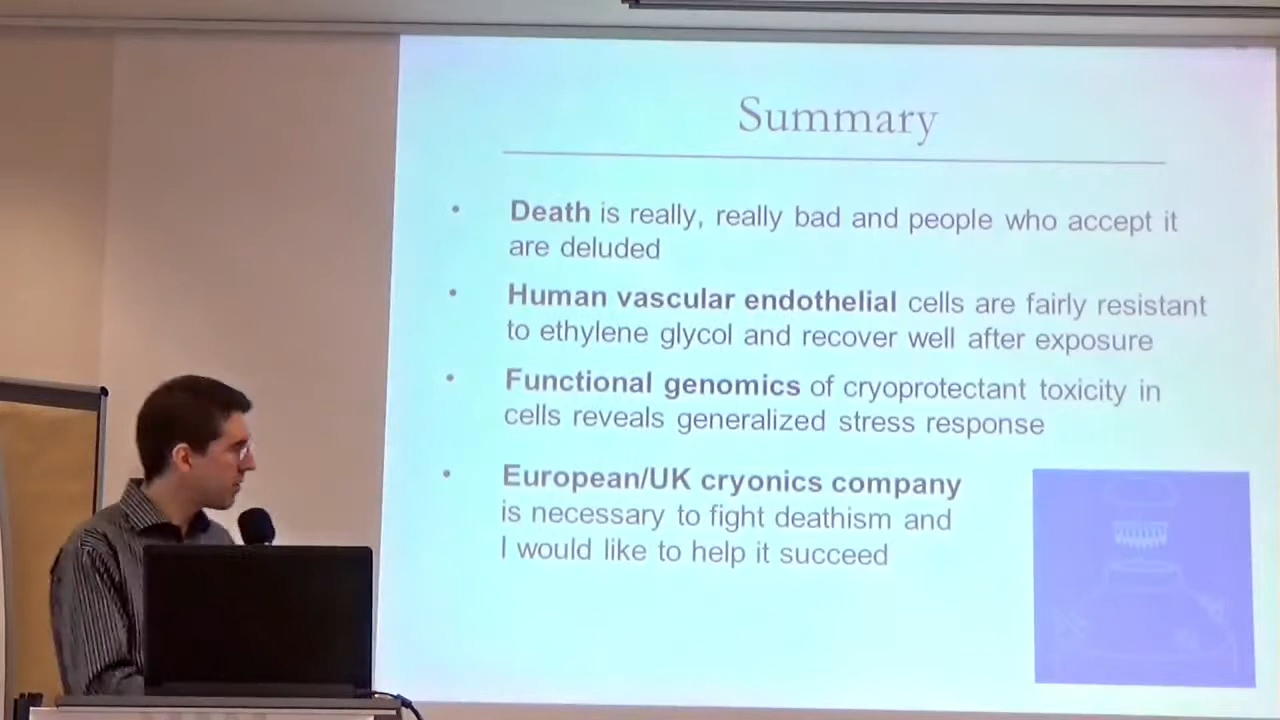 Summary
• Death is really, really bad and people who accept it
are deluded
• Human vascular endothelial cells are fairly resistant
to ethylene glycol and recover well after exposure
• Functional genomics of cryoprotectant toxicity in
cells reveals generalized stress response
• European/UK cryonics company
is necessary to fight deathism and
I would like to help it succeed